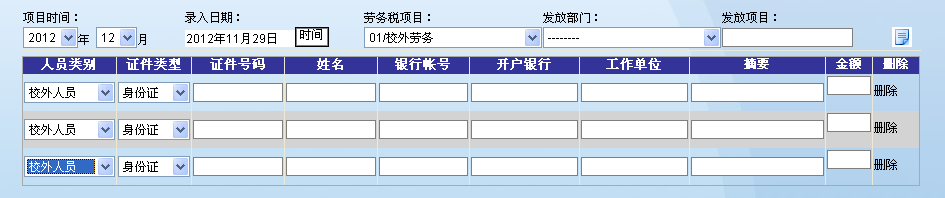 项目时间： 录入日期： 劳务税项目： 发放部门： 发放项目：
2012 年 12 月 2012年11月29日 时间 01/校外劳务 --------
人员类别 证件类型 证件号码 姓名 银行帐号 开户银行 工作单位 摘要 金额 删除
校外人员 身份证 删除
校外人员 身份证 删除
校外人员 身份证 删除